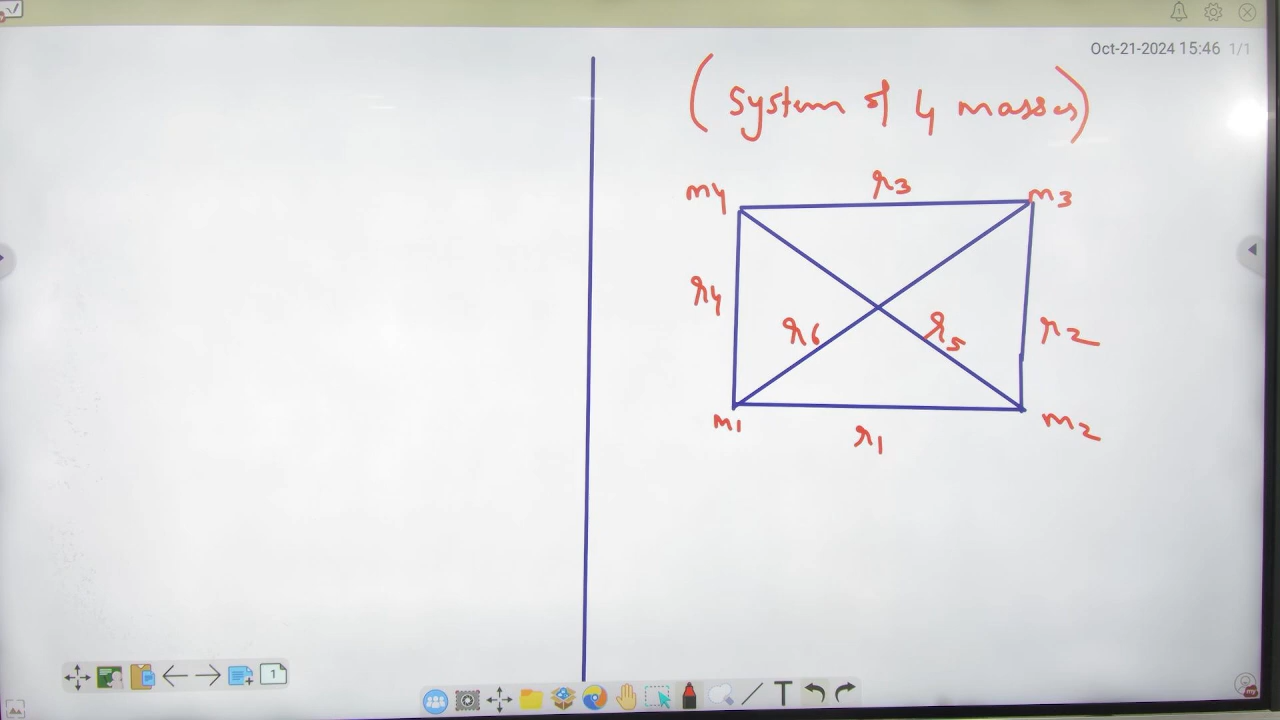 Oct-21-2024 15:46 1/1
(System of 4 masses)
m4 r3 m3
r4 r6 r5 r2
m1 r1 m2
1 T